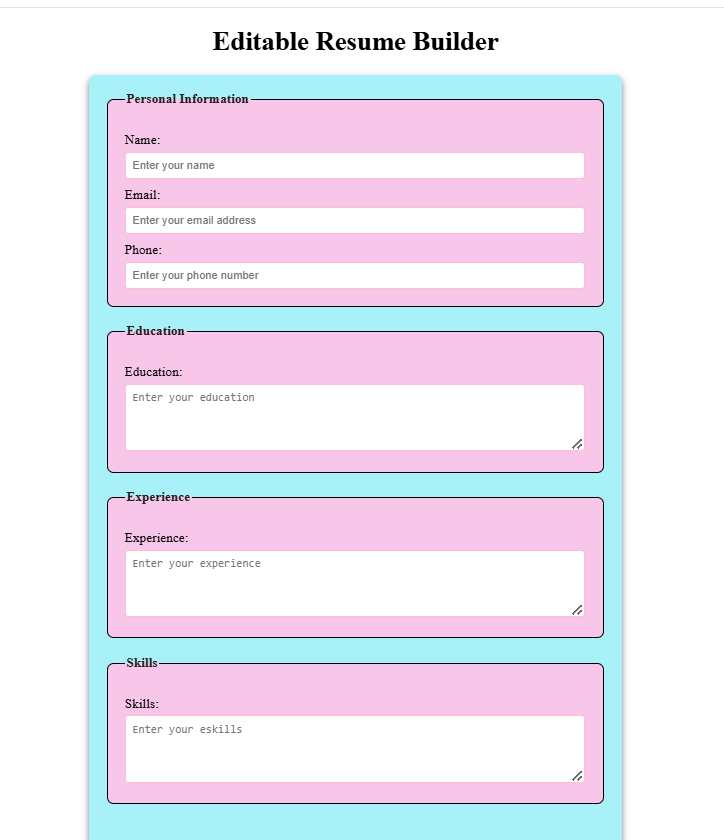 Editable Resume Builder
Personal Information
Name:
Enter your name
Email:
Enter your email address
Phone:
Enter your phone number
Education
Education:
Enter your education
Experience
Experience:
Enter your experience
Skills
Skills:
Enter your eskills